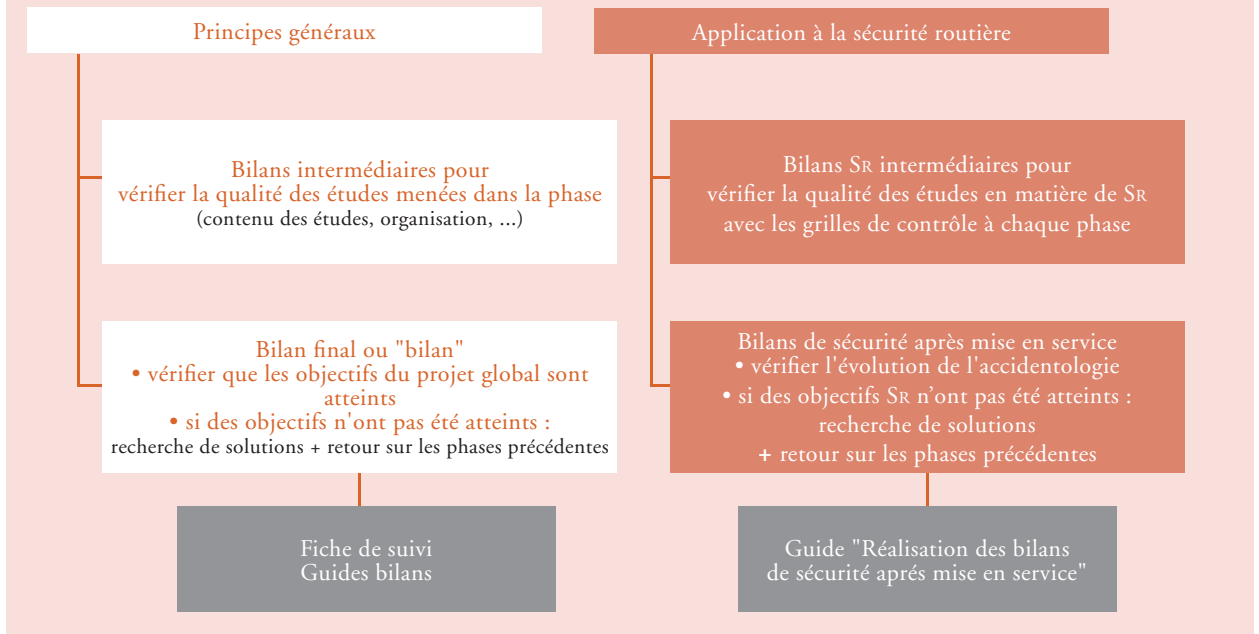 Principes généraux
Bilans intermédiaires pour
vérifier la qualité des études menées dans la phase
(contenu des études, organisation, ...)
Bilan final ou "bilan"
• vérifier que les objectifs du projet global sont
atteints
• si des objectifs n'ont pas été atteints :
recherche de solutions + retour sur les phases précédentes
Fiche de suivi
Guides bilans
Application à la sécurité routière
Bilans SR intermédiaires pour
vérifier la qualité des études en matière de SR
avec les grilles de contrôle à chaque phase
Bilans de sécurité après mise en service
• vérifier l'évolution de l'accidentologie
• si des objectifs SR n’ont pas été atteints :
recherche de solutions
+ retour sur les phases précédentes
Guide "Réalisation des bilans
de sécurité aprés mise en service"